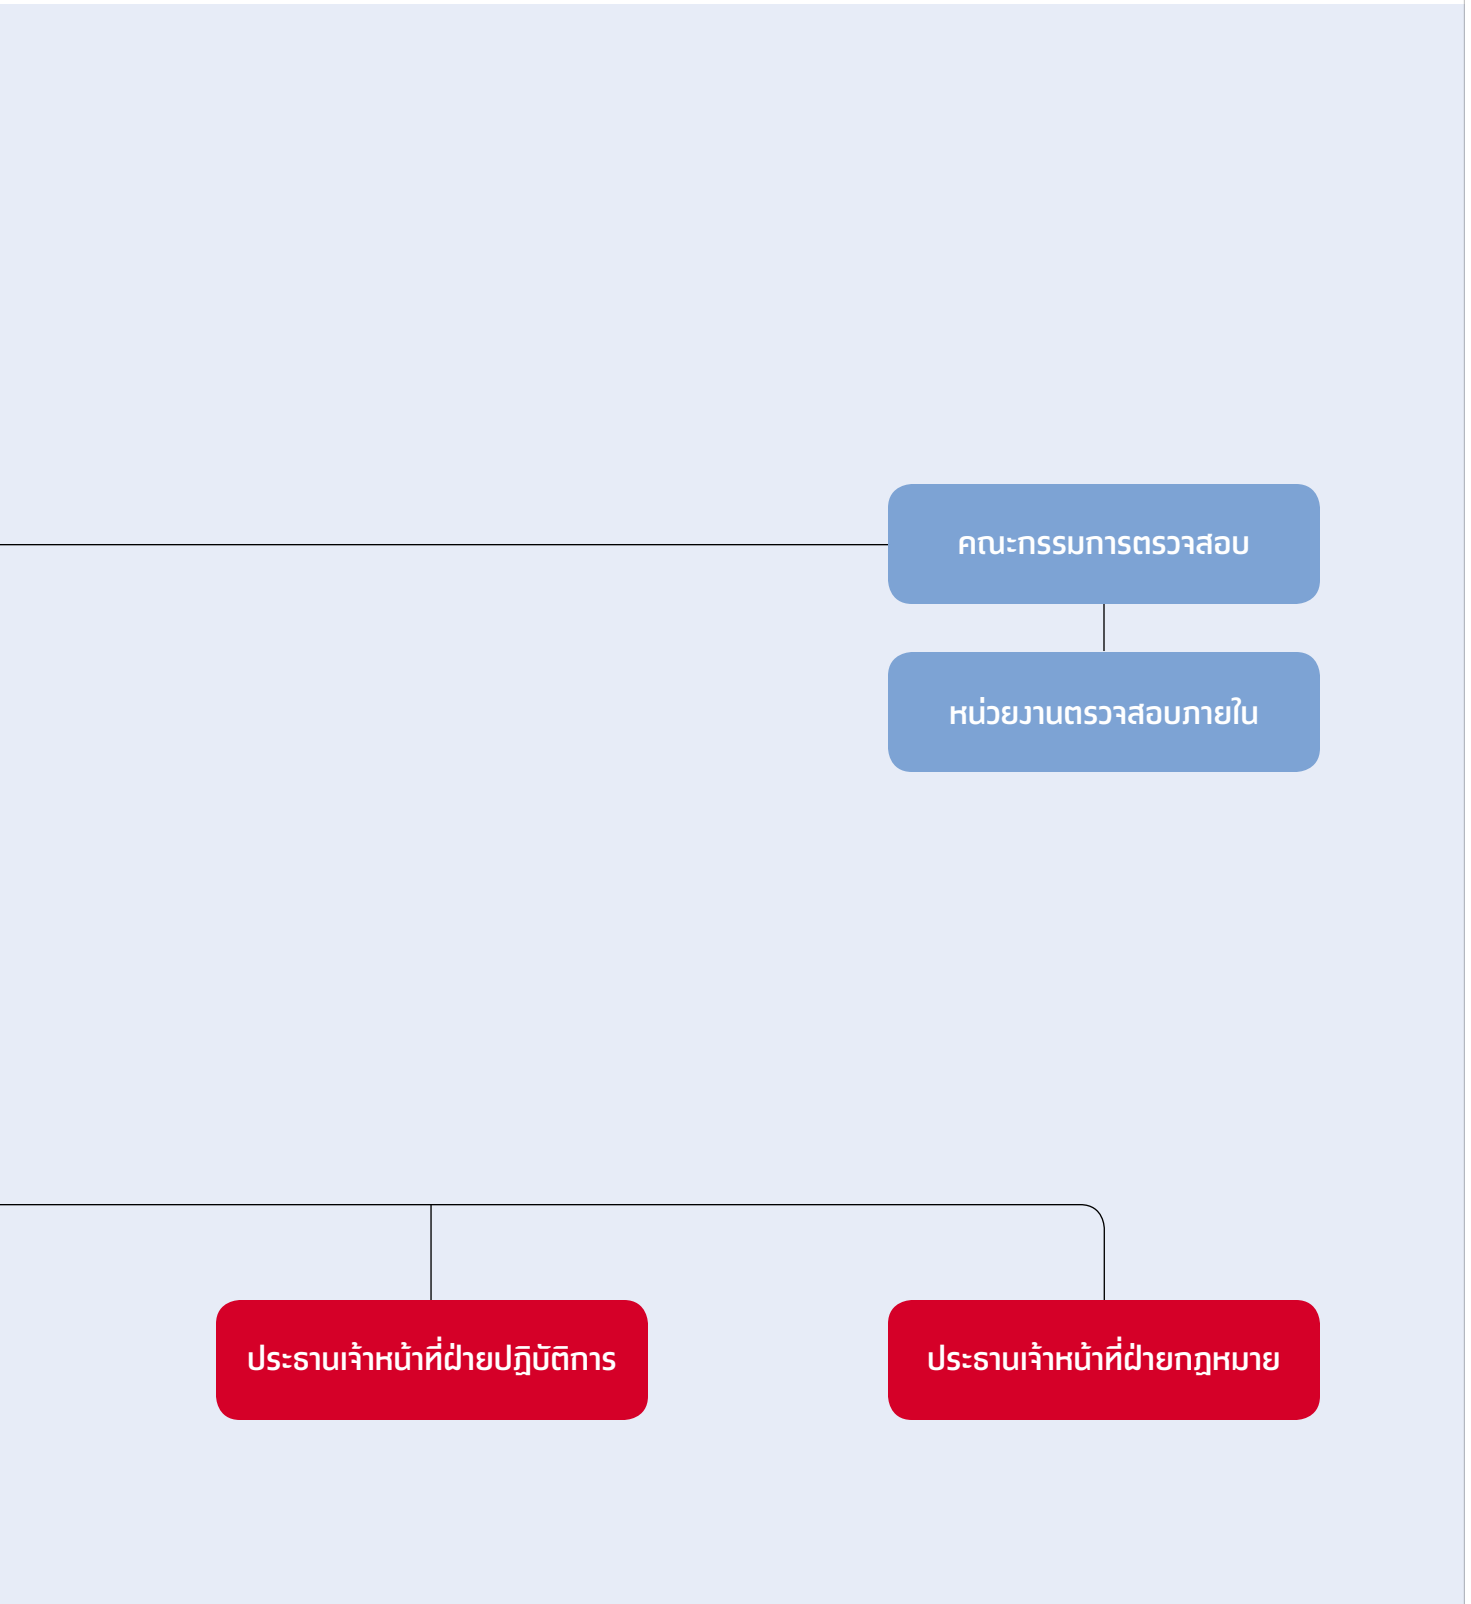 คณะกรรมการตรวจสอบ
หน่วยงานตรวจสอบภายใน
ประธานเจ้าหน้าที่ฝ่ายปฏิบัติการ
ประธานเจ้าหน้าที่ฝ่ายกฎหมาย